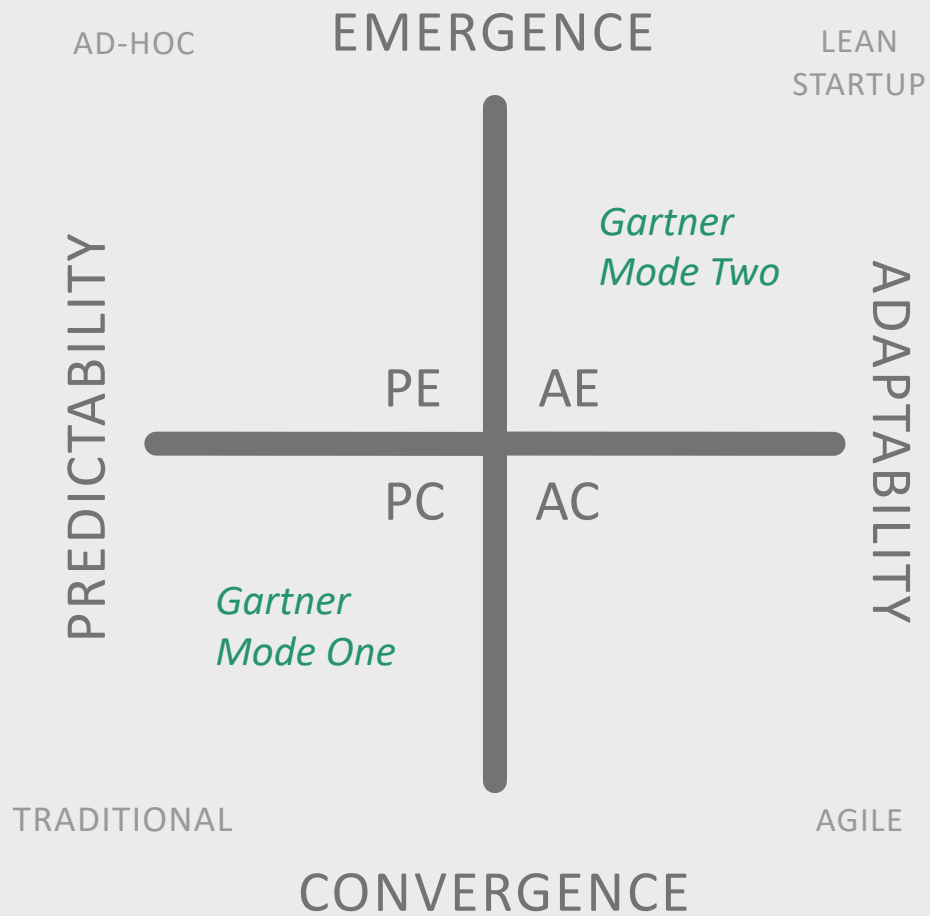 AD-HOC
EMERGENCE
LEAN
STARTUP
Gartner
Mode Two
PREDICTABILITY
ADAPTABILITY
PE
AE
PC
AC
Gartner
Mode One
TRADITIONAL
AGILE
CONVERGENCE